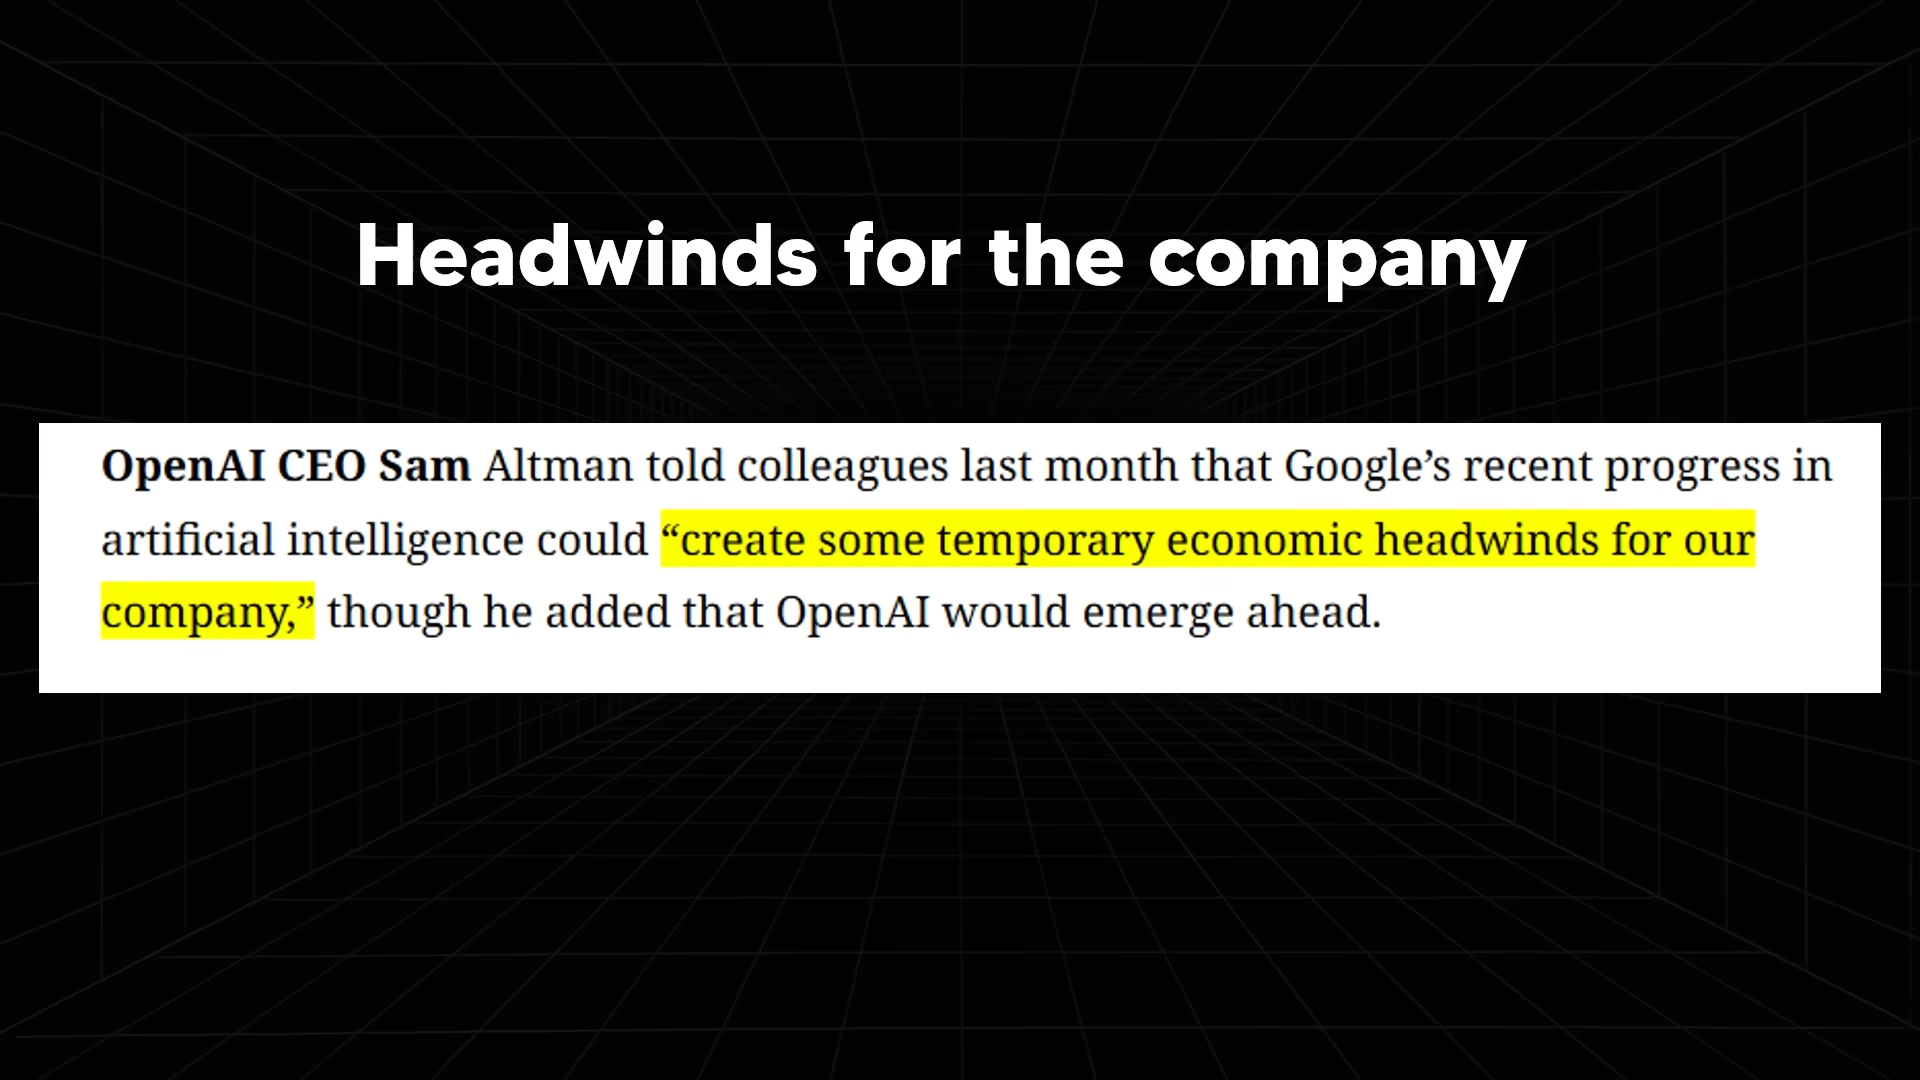 Headwinds for the company
OpenAI CEO Sam Altman told colleagues last month that Google’s recent progress in
artificial intelligence could “create some temporary economic headwinds for our
company,” though he added that OpenAI would emerge ahead.